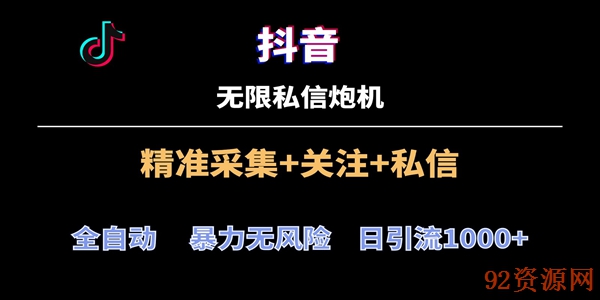 抖音
无限私信炮机
精准采集+关注+私信
全自动 暴力无风险 日引流1000+
92资源网